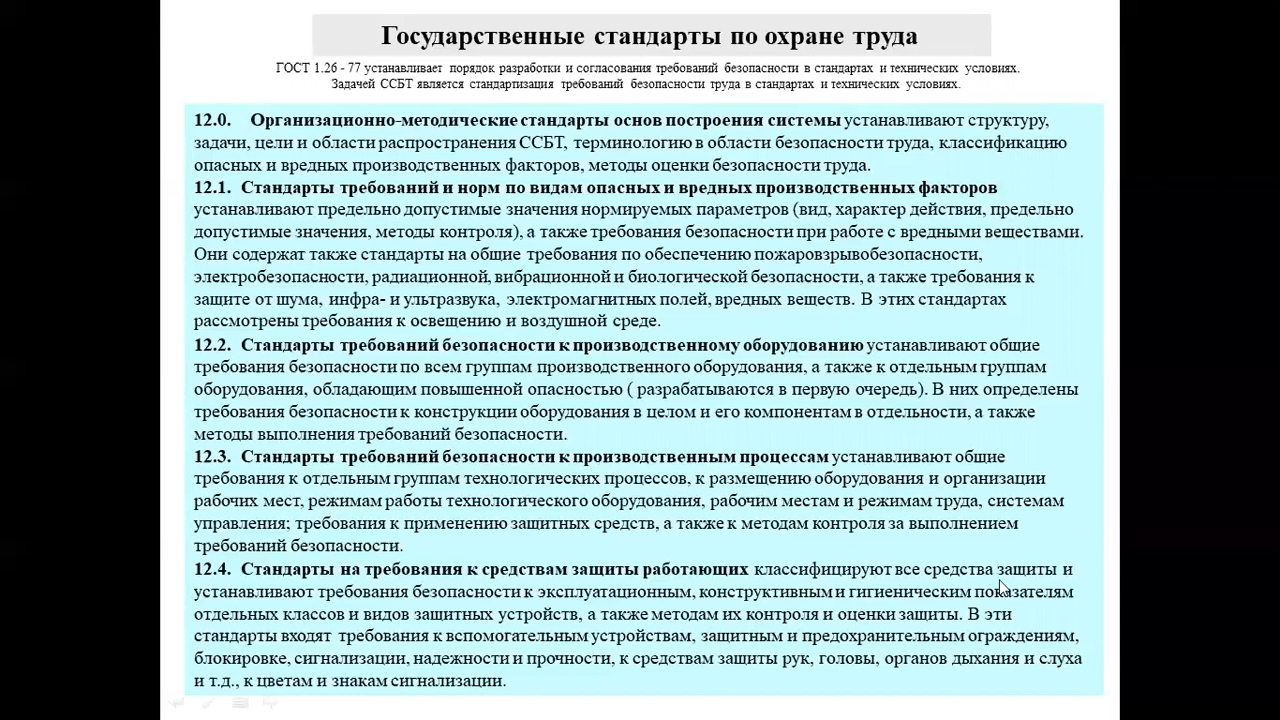 Государственные стандарты по охране труда
ГОСТ 1.26 - 77 устанавливает порядок разработки и согласования требований безопасности в стандартах и технических условиях.
Задачей ССБТ является стандартизация требований безопасности труда в стандартах и технических условиях.
12.0. Организационно-методические стандарты основ построения системы устанавливают структуру,
задачи, цели и области распространения ССБТ, терминологию в области безопасности труда, классификацию
опасных и вредных производственных факторов, методы оценки безопасности труда.
12.1. Стандарты требований и норм по видам опасных и вредных производственных факторов
устанавливают предельно допустимые значения нормируемых параметров (вид, характер действия, предельно
допустимые значения, методы контроля), а также требования безопасности при работе с вредными веществами.
Они содержат также стандарты на общие требования по обеспечению пожаровзрывобезопасности,
электробезопасности, радиационной, вибрационной и биологической безопасности, а также требования к
защите от шума, инфра- и ультразвука, электромагнитных полей, вредных веществ. В этих стандартах
рассмотрены требования к освещению и воздушной среде.
12.2. Стандарты требований безопасности к производственному оборудованию устанавливают общие
требования безопасности по всем группам производственного оборудования, а также к отдельным группам
оборудования, обладающим повышенной опасностью ( разрабатываются в первую очередь). В них определены
требования безопасности к конструкции оборудования в целом и его компонентам в отдельности, а также
методы выполнения требований безопасности.
12.3. Стандарты требований безопасности к производственным процессам устанавливают общие
требования к отдельным группам технологических процессов, к размещению оборудования и организации
рабочих мест, режимам работы технологического оборудования, рабочим местам и режимам труда, системам
управления; требования к применению защитных средств, а также к методам контроля за выполнением
требований безопасности.
12.4. Стандарты на требования к средствам защиты работающих классифицируют все средства защиты и
устанавливают требования безопасности к эксплуатационным, конструктивным и гигиеническим показателям
отдельных классов и видов защитных устройств, а также методам их контроля и оценки защиты. В эти
стандарты входят требования к вспомогательным устройствам, защитным и предохранительным ограждениям,
блокировке, сигнализации, надежности и прочности, к средствам защиты рук, головы, органов дыхания и слуха
и т.д., к цветам и знакам сигнализации.